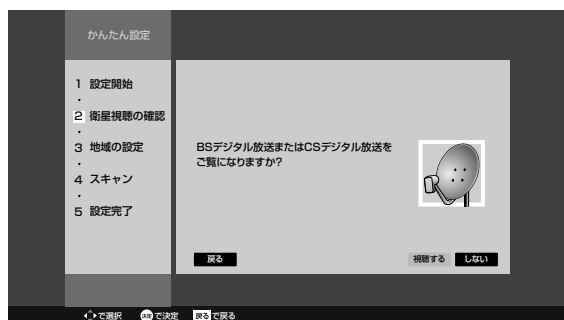 かんたん設定
1 設定開始
2 衛星視聴の確認
3 地域の設定
4 スキャン
5 設定完了
BSデジタル放送またはCSデジタル放送を
ご覧になりますか?
戻る 視聴する しない
で選択 決定 で決定 戻る で戻る